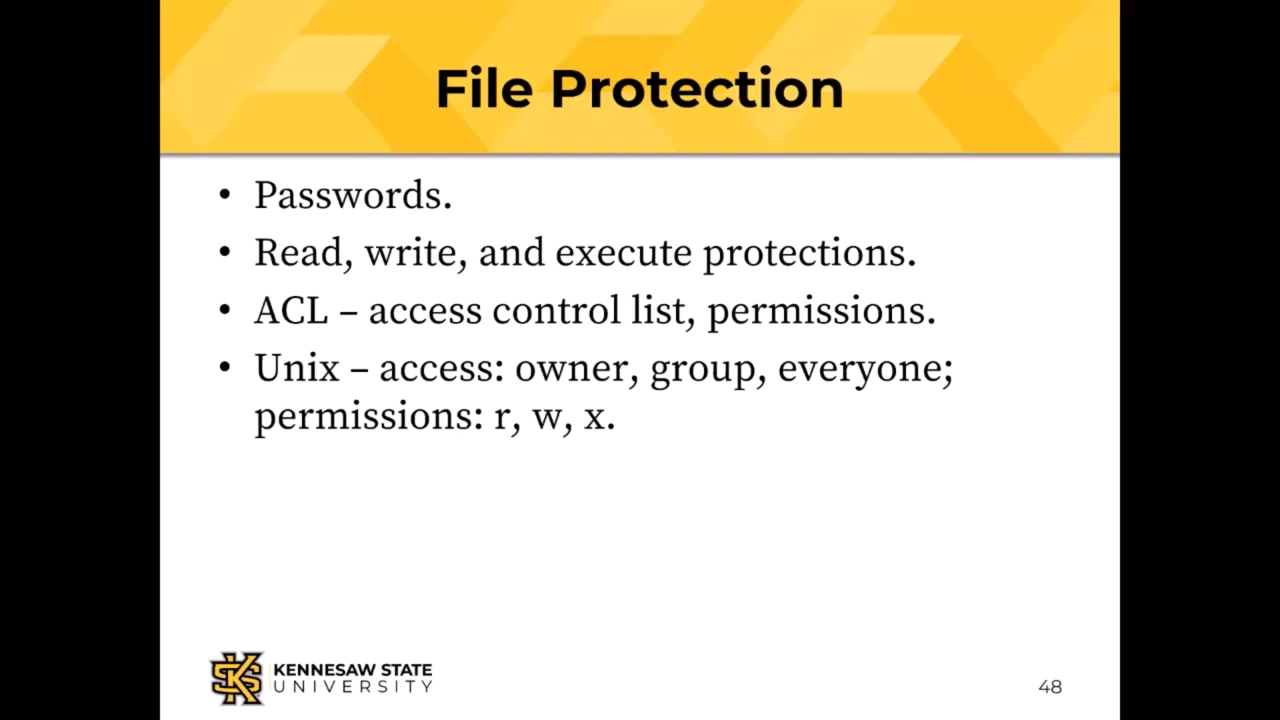 File Protection
• Passwords.
• Read, write, and execute protections.
• ACL – access control list, permissions.
• Unix – access: owner, group, everyone;
permissions: r, w, x.
KENNESAW STATE
UNIVERSITY
48